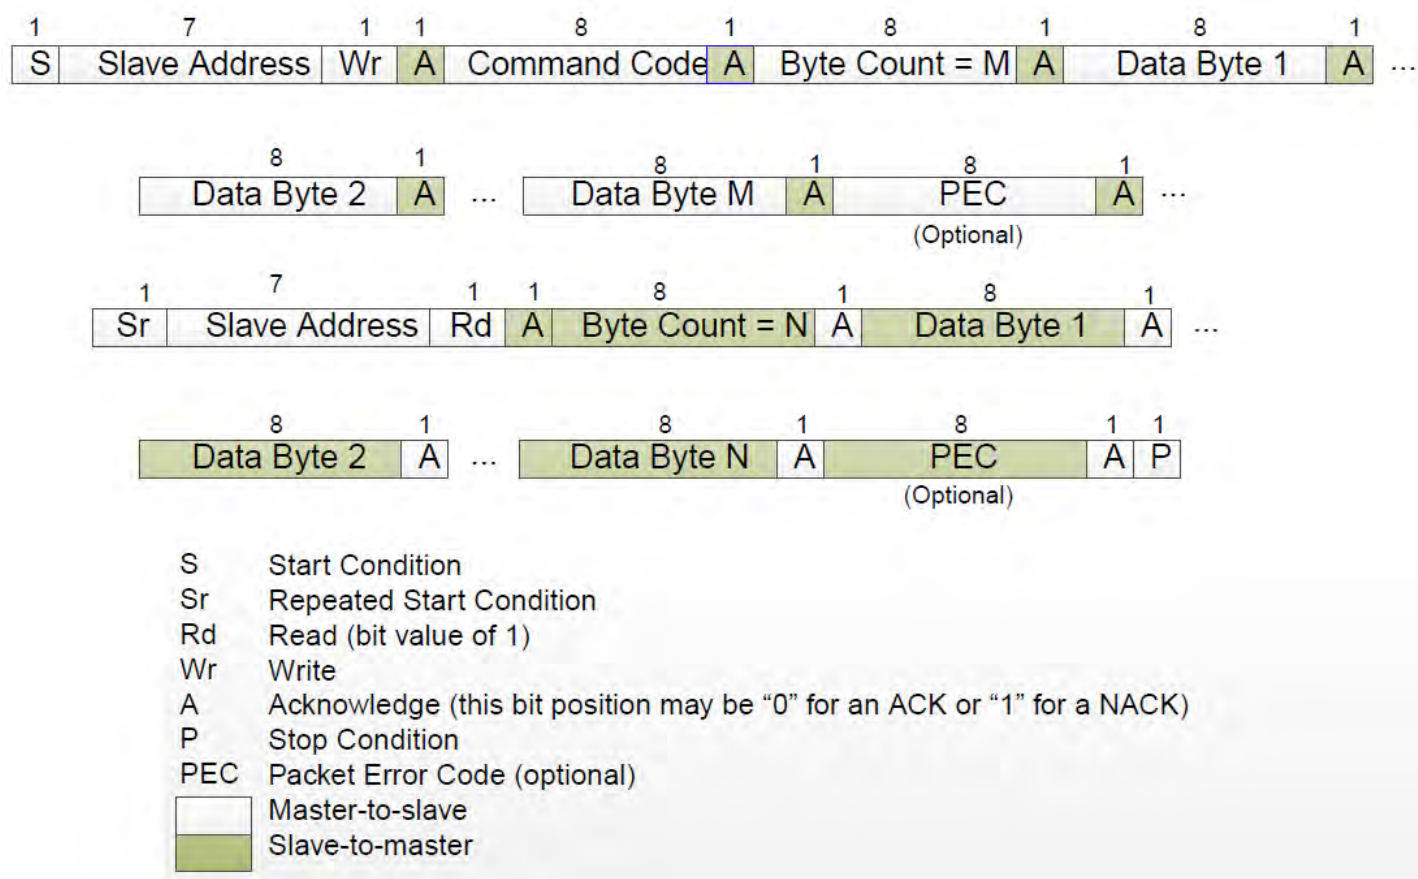 1 7 1 1 8 1 8 1 8 1
S Slave Address Wr A Command Code A Byte Count = M A Data Byte 1 A ...
8 1 8 1 8 1
Data Byte 2 A ... Data Byte M A PEC A ...
(Optional)
1 7 1 1 8 1 8 1
Sr Slave Address Rd A Byte Count = N A Data Byte 1 A ...
8 1 8 1 8 1 1
Data Byte 2 A ... Data Byte N A PEC A P
(Optional)
S Start Condition
Sr Repeated Start Condition
Rd Read (bit value of 1)
Wr Write
A Acknowledge (this bit position may be “0” for an ACK or “1” for a NACK)
P Stop Condition
PEC Packet Error Code (optional)
Master-to-slave
Slave-to-master